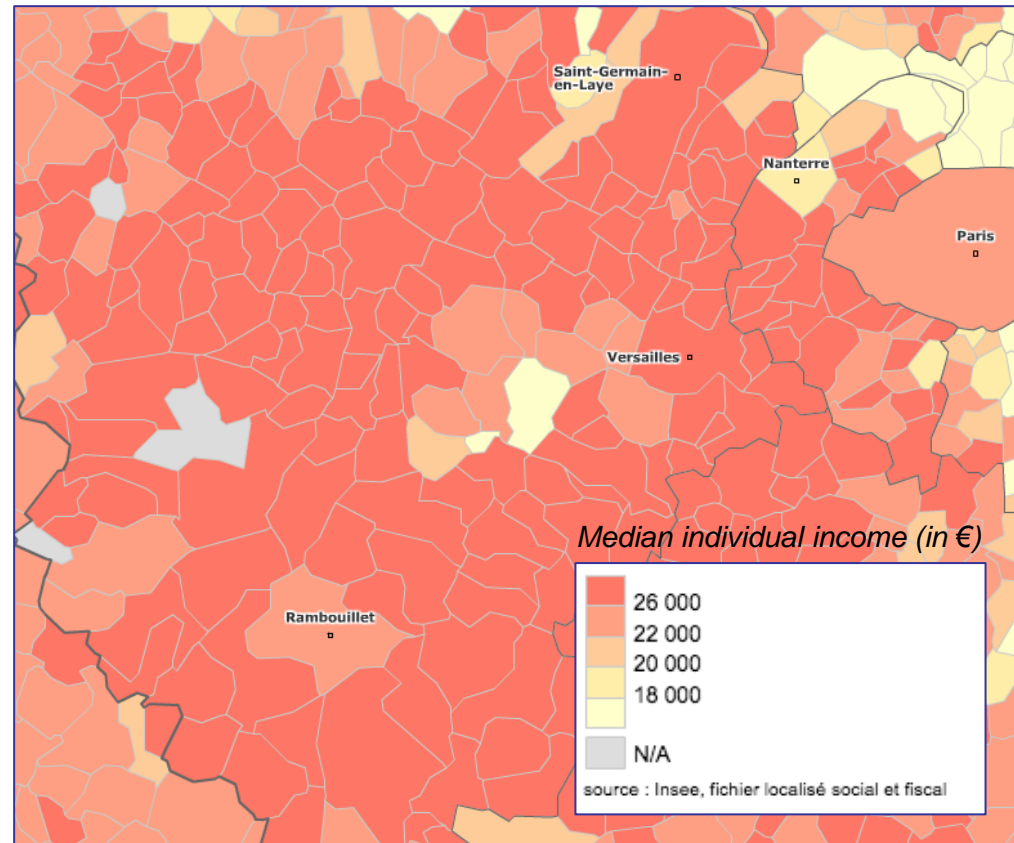 Saint-Germain-
en-Laye
Nanterre
Paris
Versailles
Rambouillet
Median individual income (in €)
26 000
22 000
20 000
18 000
N/A
source : Insee, fichier localisé social et fiscal